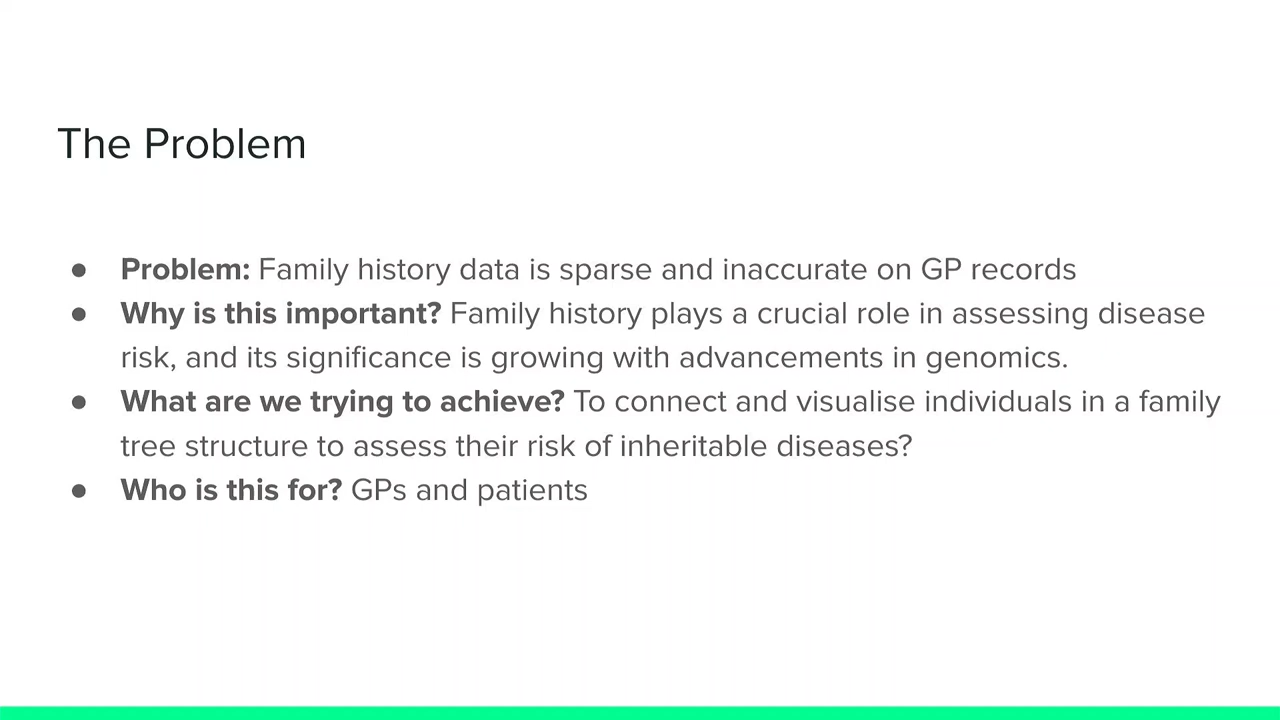 The Problem
● Problem: Family history data is sparse and inaccurate on GP records
● Why is this important? Family history plays a crucial role in assessing disease
risk, and its significance is growing with advancements in genomics.
● What are we trying to achieve? To connect and visualise individuals in a family
tree structure to assess their risk of inheritable diseases?
● Who is this for? GPs and patients